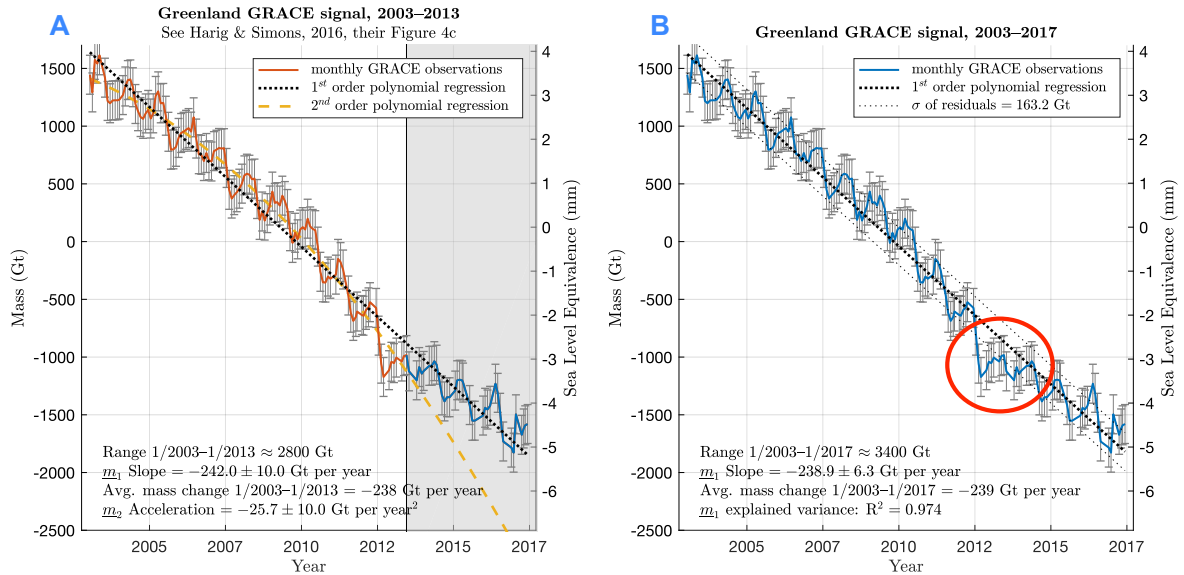 A
Greenland GRACE signal, 2003–2013
See Harig & Simons, 2016, their Figure 4c
monthly GRACE observations
1st order polynomial regression
2nd order polynomial regression
1500
1000
500
0
-500
-1000
-1500
-2000
-2500
Mass (Gt)
4
3
2
1
0
-1
-2
-3
-4
-5
-6
Sea Level Equivalence (mm)
Range 1/2003–1/2013 ≈ 2800 Gt
m1 Slope = −242.0 ± 10.0 Gt per year
Avg. mass change 1/2003–1/2013 = −238 Gt per year
m2 Acceleration = −25.7 ± 10.0 Gt per year2
2005 2007 2010 2012 2015 2017
Year
B
Greenland GRACE signal, 2003–2017
monthly GRACE observations
1st order polynomial regression
σ of residuals = 163.2 Gt
1500
1000
500
0
-500
-1000
-1500
-2000
-2500
Mass (Gt)
4
3
2
1
0
-1
-2
-3
-4
-5
-6
Sea Level Equivalence (mm)
Range 1/2003–1/2017 ≈ 3400 Gt
m1 Slope = −238.9 ± 6.3 Gt per year
Avg. mass change 1/2003–1/2017 = −239 Gt per year
m1 explained variance: R2 = 0.974
2005 2007 2010 2012 2015 2017
Year